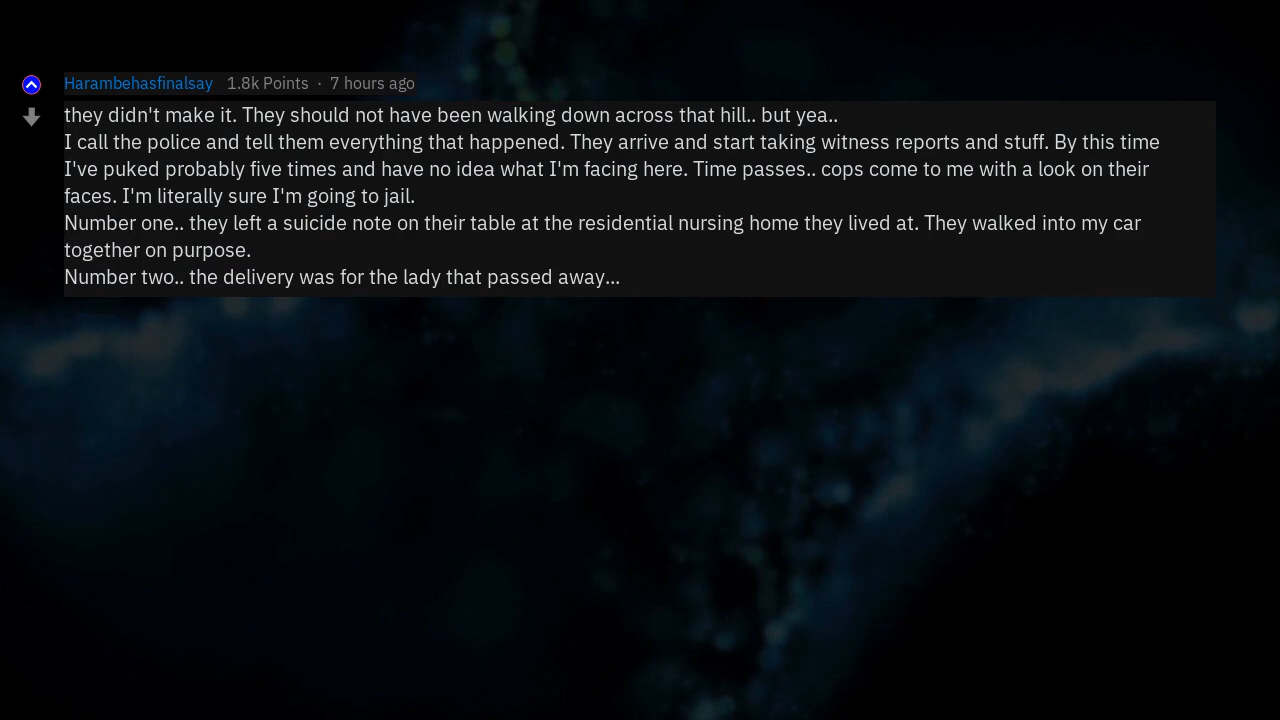 Harambehasfinalsay 1.8k Points · 7 hours ago
they didn't make it. They should not have been walking down across that hill.. but yea..
I call the police and tell them everything that happened. They arrive and start taking witness reports and stuff. By this time
I've puked probably five times and have no idea what I'm facing here. Time passes.. cops come to me with a look on their
faces. I'm literally sure I'm going to jail.
Number one.. they left a suicide note on their table at the residential nursing home they lived at. They walked into my car
together on purpose.
Number two.. the delivery was for the lady that passed away...